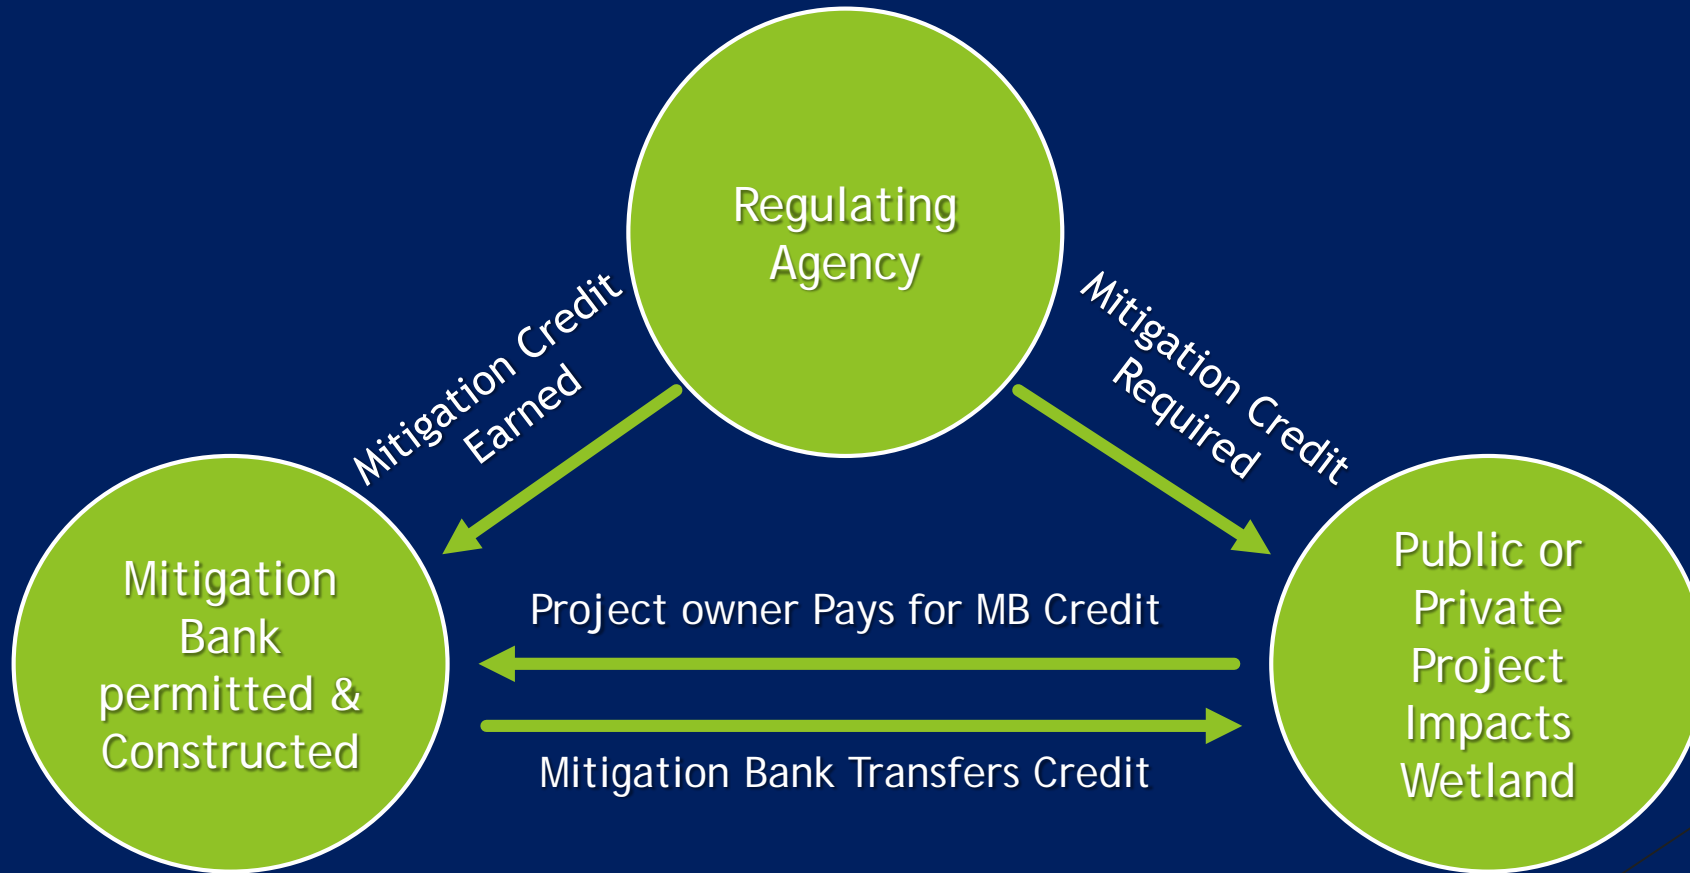 Regulating
Agency
Mitigation Credit
Earned
Mitigation Credit
Required
Mitigation
Bank
permitted &
Constructed
Project owner Pays for MB Credit
Mitigation Bank Transfers Credit
Public or
Private
Project
Impacts
Wetland